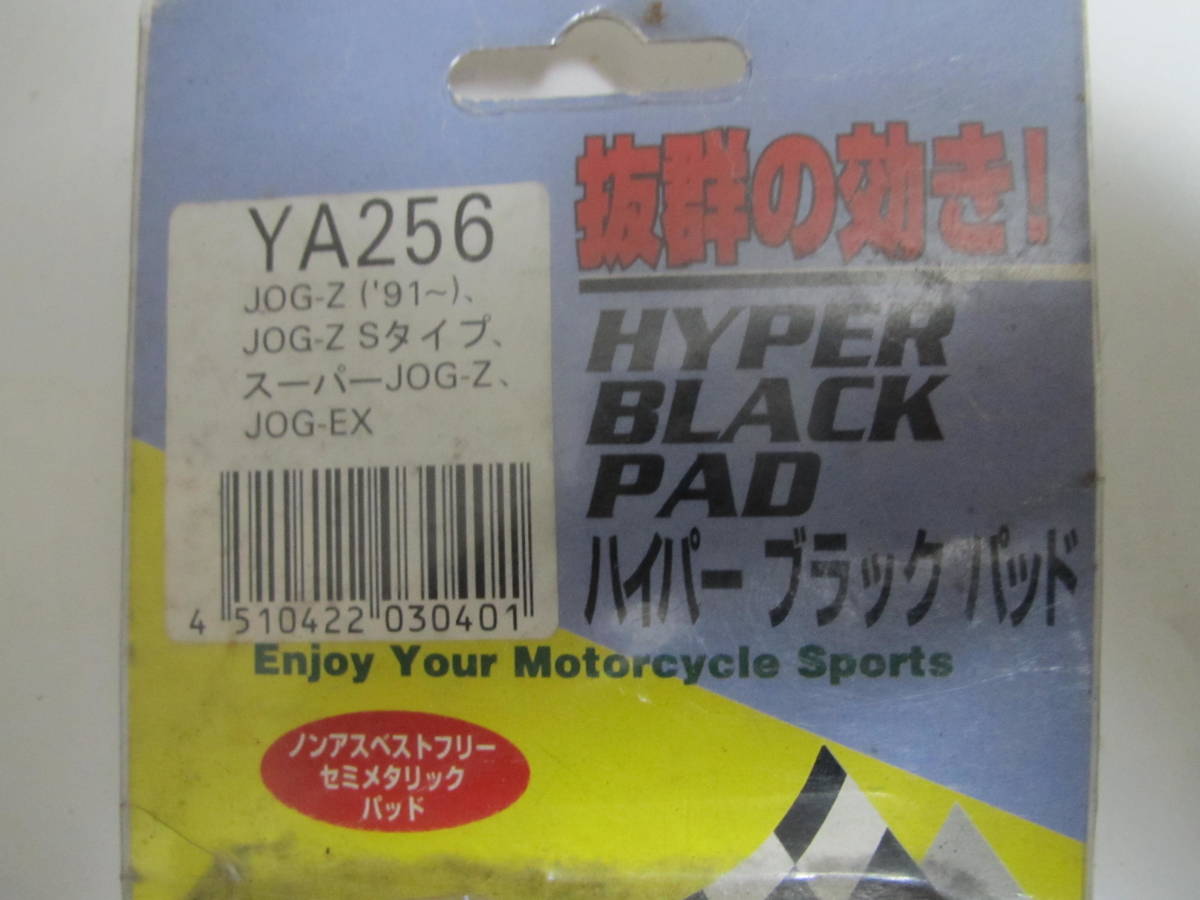 YA256
JOG-Z ('91~)、
JOG-Z Sタイプ、
スーパーJOG-Z、
JOG-EX
4 510422 030401
抜群の効き!
HYPER
BLACK
PAD
ハイパー ブラック パッド
Enjoy Your Motorcycle Sports
ノンアスベストフリー
セミメタリック
パッド